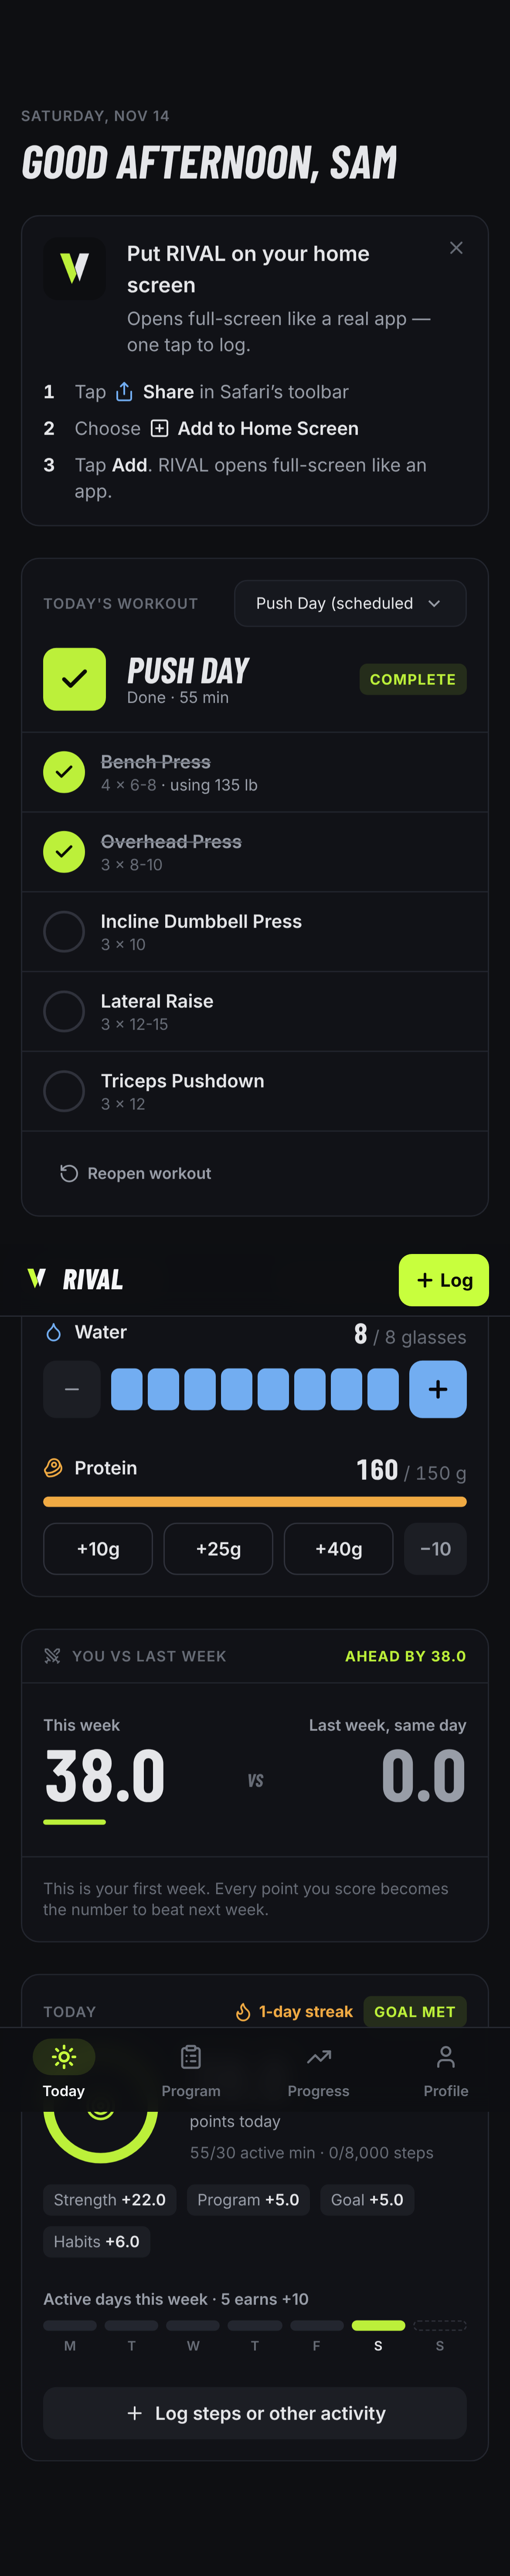 SATURDAY, NOV 14
GOOD AFTERNOON, SAM
Put RIVAL on your home
screen
Opens full-screen like a real app —
one tap to log.
1 Tap Share in Safari’s toolbar
2 Choose Add to Home Screen
3 Tap Add. RIVAL opens full-screen like an
app.
TODAY'S WORKOUT
Push Day (scheduled
PUSH DAY
Done · 55 min
COMPLETE
Bench Press
4 × 6-8 · using 135 lb
Overhead Press
3 × 8-10
Incline Dumbbell Press
3 × 10
Lateral Raise
3 × 12-15
Triceps Pushdown
3 × 12
Reopen workout
RIVAL
+ Log
Water
8 / 8 glasses
−
+
Protein
160 / 150 g
+10g
+25g
+40g
−10
YOU VS LAST WEEK
AHEAD BY 38.0
This week
Last week, same day
38.0
VS
0.0
This is your first week. Every point you score becomes
the number to beat next week.
TODAY
1-day streak
GOAL MET
Today
Program
Progress
Profile
points today
55/30 active min · 0/8,000 steps
Strength +22.0
Program +5.0
Goal +5.0
Habits +6.0
Active days this week · 5 earns +10
M T W T F S S
+ Log steps or other activity